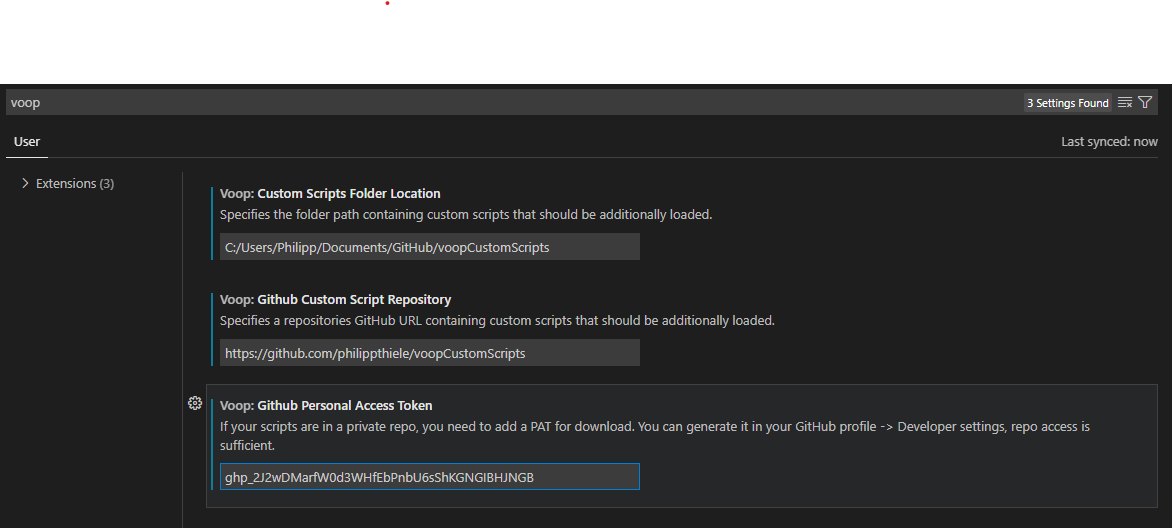 voop
3 Settings Found
User
Last synced: now
Extensions (3)
Voop: Custom Scripts Folder Location
Specifies the folder path containing custom scripts that should be additionally loaded.
C:/Users/Philipp/Documents/GitHub/voopCustomScripts
Voop: Github Custom Script Repository
Specifies a repositories GitHub URL containing custom scripts that should be additionally loaded.
https://github.com/philippthiele/voopCustomScripts
Voop: Github Personal Access Token
If your scripts are in a private repo, you need to add a PAT for download. You can generate it in your GitHub profile -> Developer settings, repo access is
sufficient.
ghp_2J2wDMarfW0d3WHfEbPnbU6sShKGNGIBHJNGB